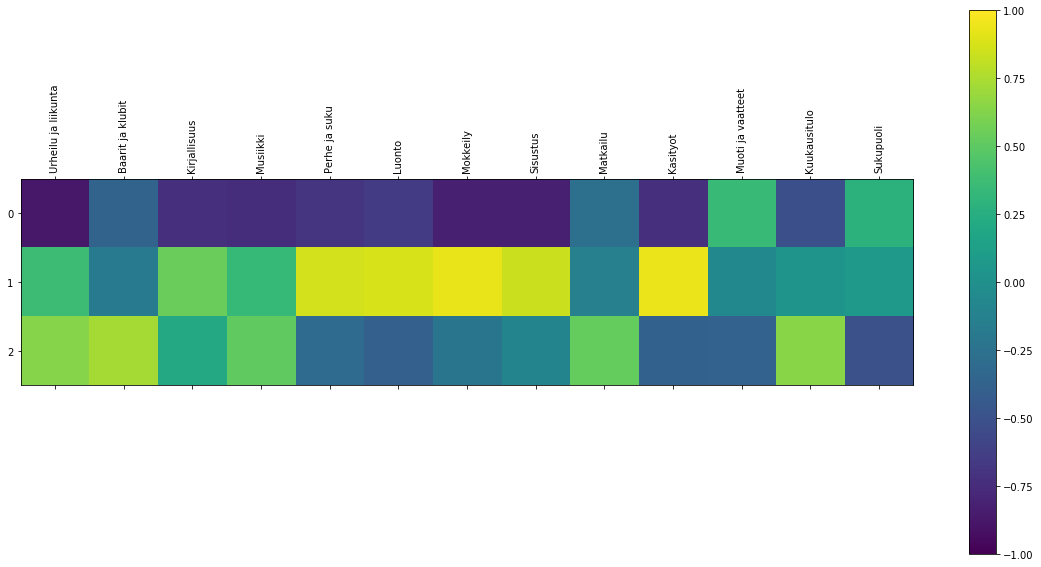 Urheilu ja liikunta
Baarit ja klubit
Kirjallisuus
Musiikki
Perhe ja suku
Luonto
Mokkeily
Sisustus
Matkailu
Kasityot
Muoti ja vaatteet
Kuukausitulo
Sukupuoli
0
1
2
1.00
0.75
0.50
0.25
0.00
−0.25
−0.50
−0.75
−1.00